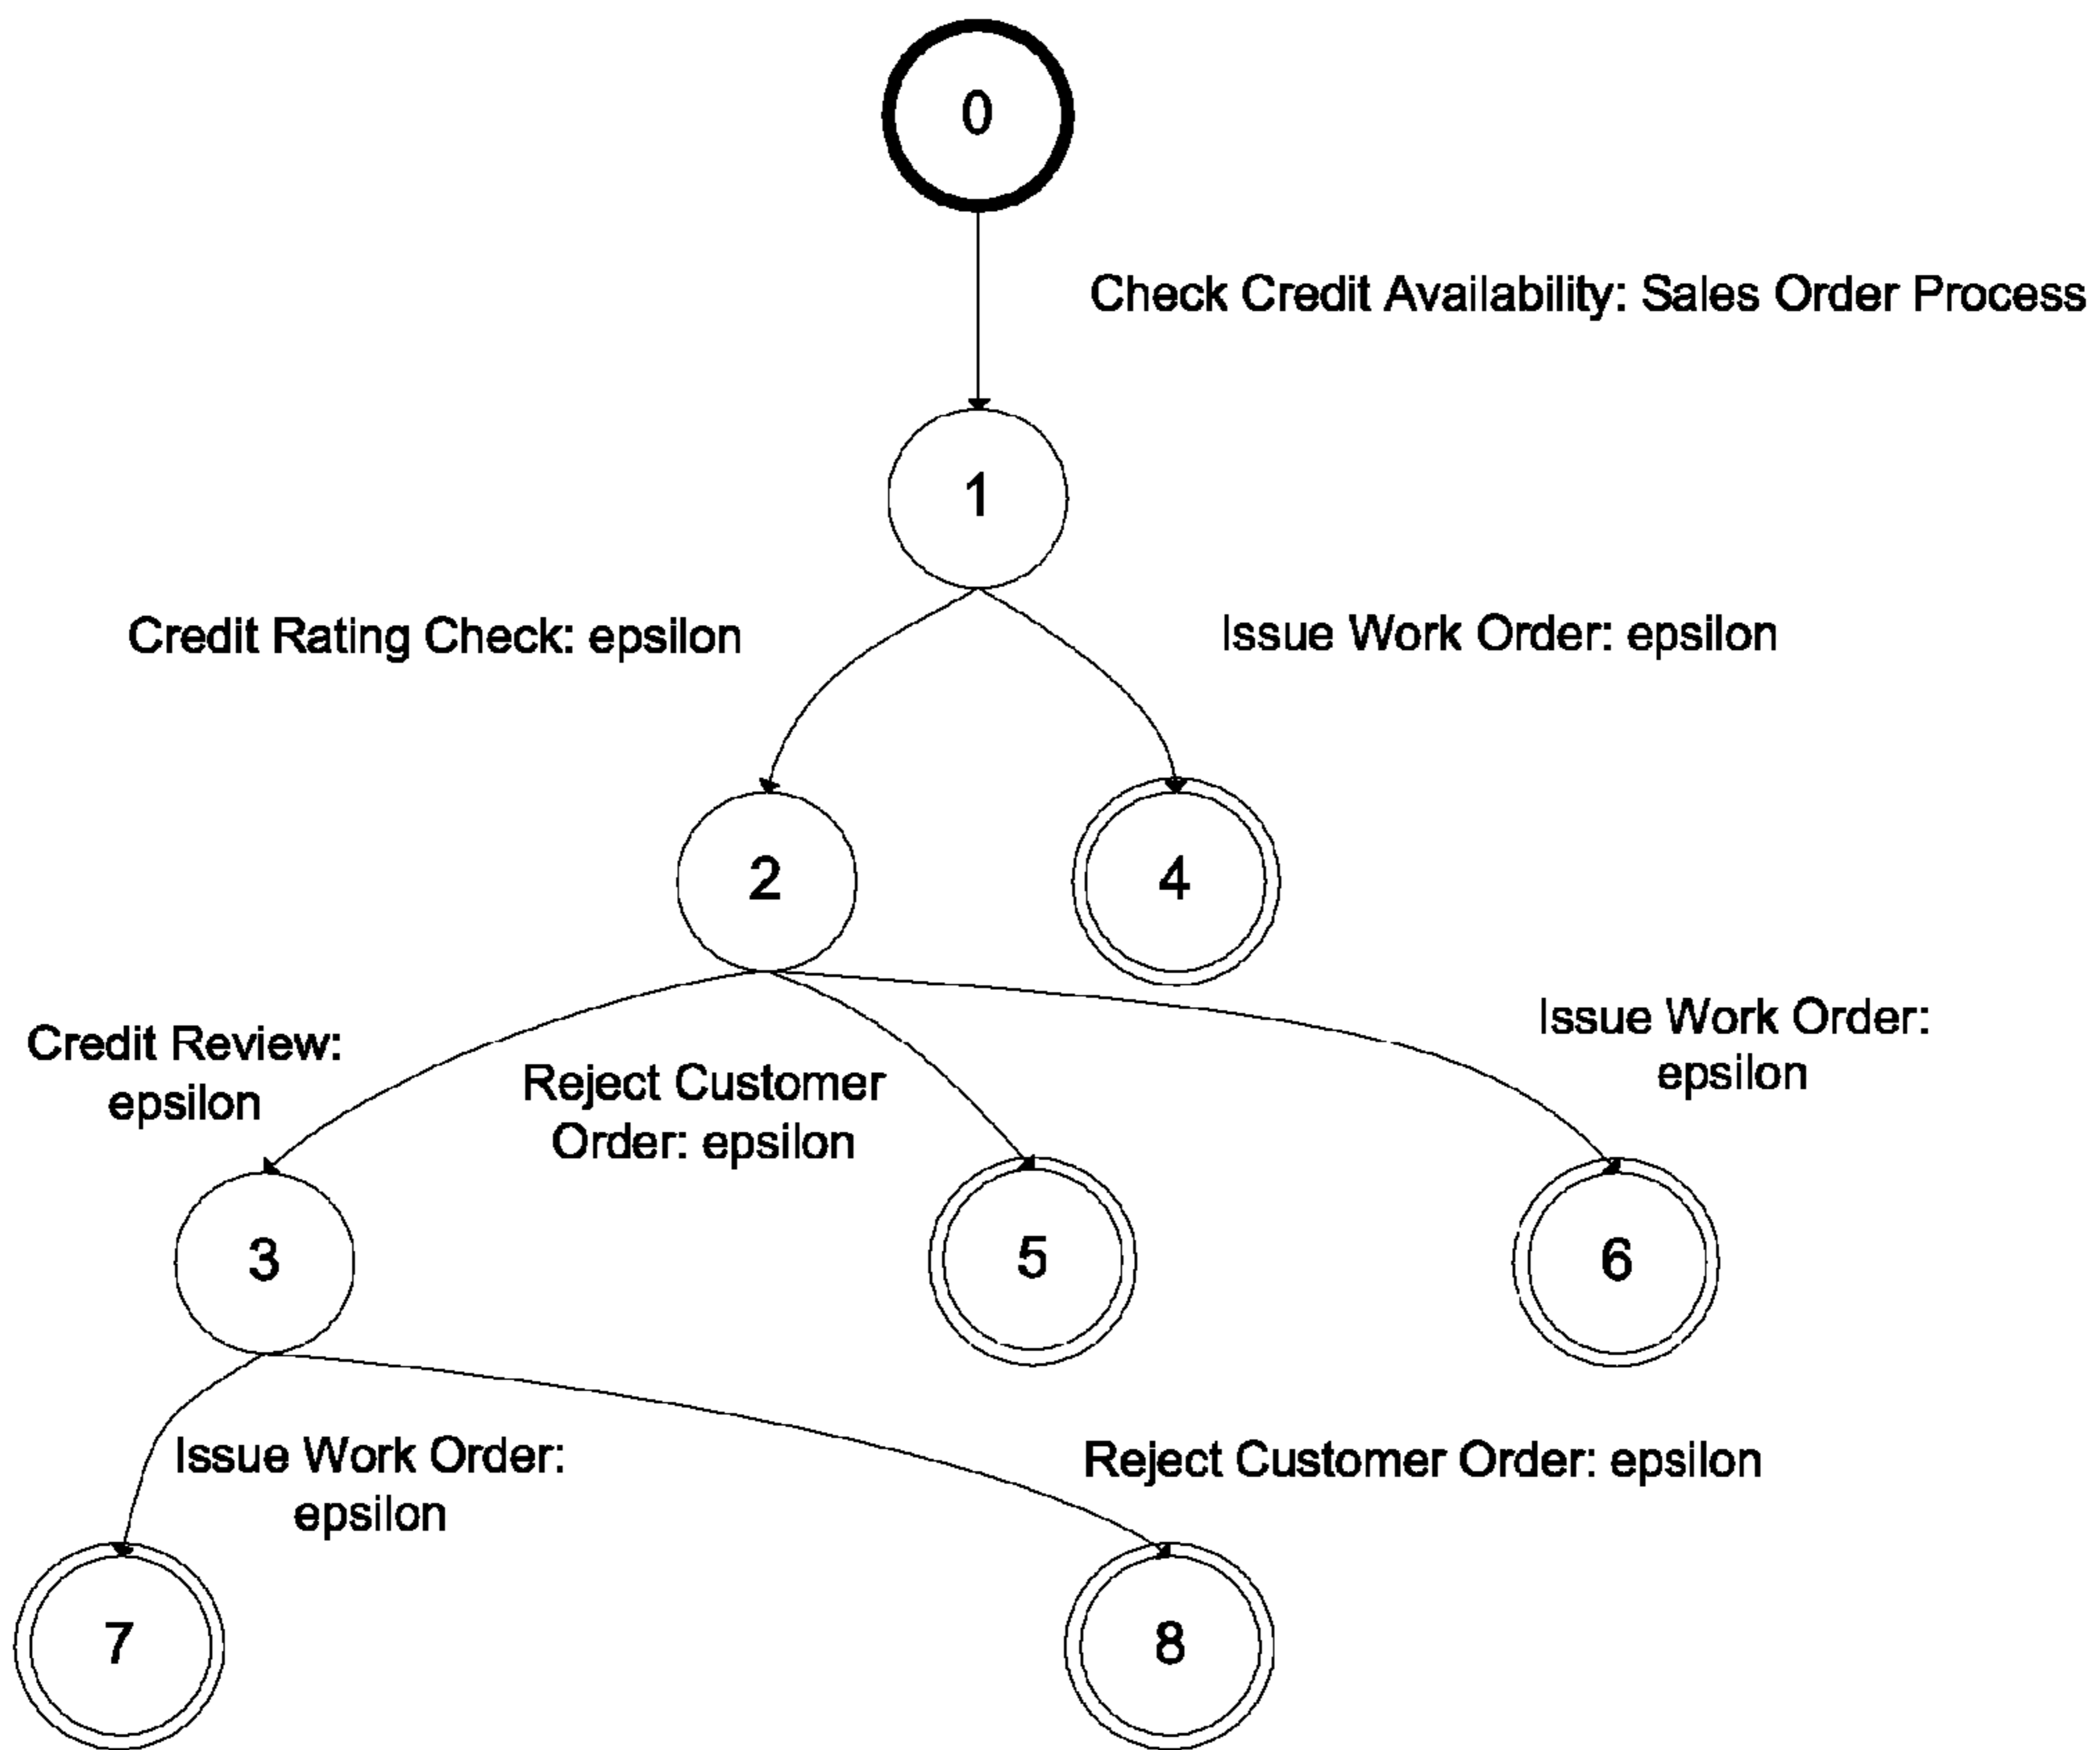 0
Check Credit Availability: Sales Order Process
1
Credit Rating Check: epsilon
Issue Work Order: epsilon
2
4
Credit Review:
epsilon
Reject Customer
Order: epsilon
Issue Work Order:
epsilon
3
5
6
Issue Work Order:
epsilon
Reject Customer Order: epsilon
7
8